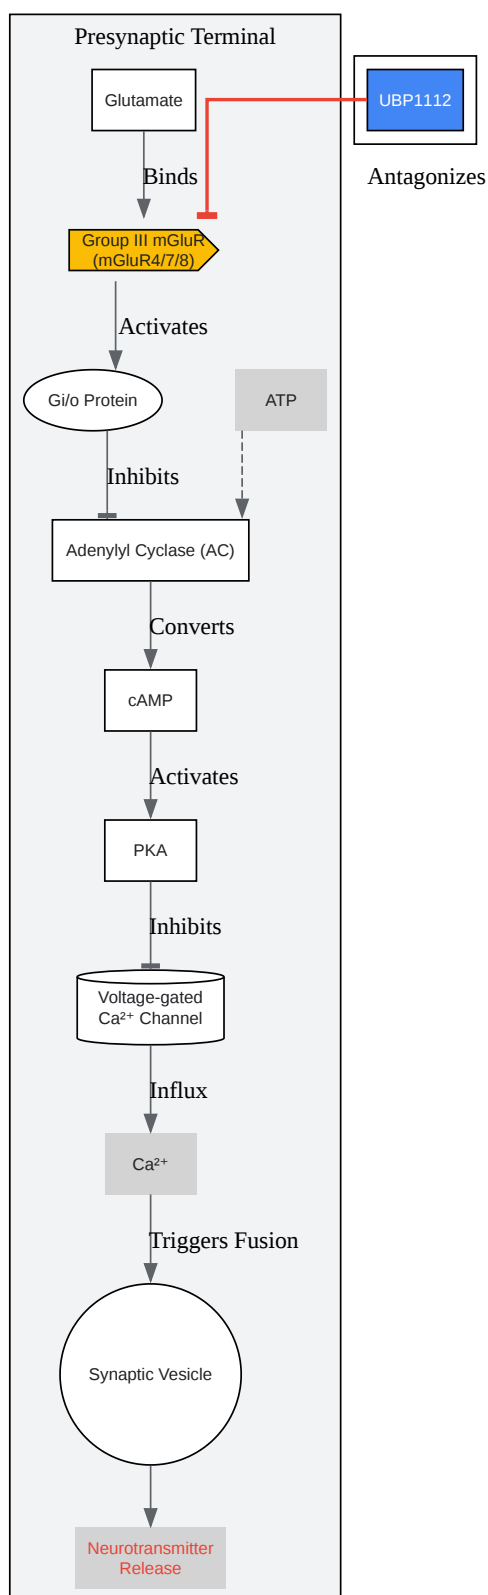 Presynaptic Terminal
Glutamate
UBP1112
Binds
Antagonizes
Group III mGluR
(mGluR4/7/8)
Activates
Gi/o Protein
ATP
Inhibits
Adenylyl Cyclase (AC)
Converts
cAMP
Activates
PKA
Inhibits
Voltage-gated
Ca²⁺ Channel
Influx
Ca²⁺
Triggers Fusion
Synaptic Vesicle
Neurotransmitter
Release